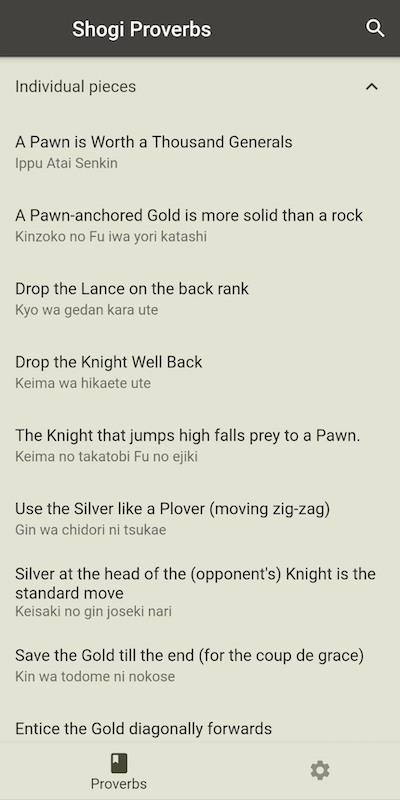 Shogi Proverbs
Individual pieces
A Pawn is Worth a Thousand Generals
Ippu Atai Senkin
A Pawn-anchored Gold is more solid than a rock
Kinzoko no Fu iwa yori katashi
Drop the Lance on the back rank
Kyo wa gedan kara ute
Drop the Knight Well Back
Keima wa hikaete ute
The Knight that jumps high falls prey to a Pawn.
Keima no takatobi Fu no ejiki
Use the Silver like a Plover (moving zig-zag)
Gin wa chidori ni tsukae
Silver at the head of the (opponent's) Knight is the
standard move
Keisaki no gin joseki nari
Save the Gold till the end (for the coup de grace)
Kin wa todome ni nokose
Entice the Gold diagonally forwards
Proverbs